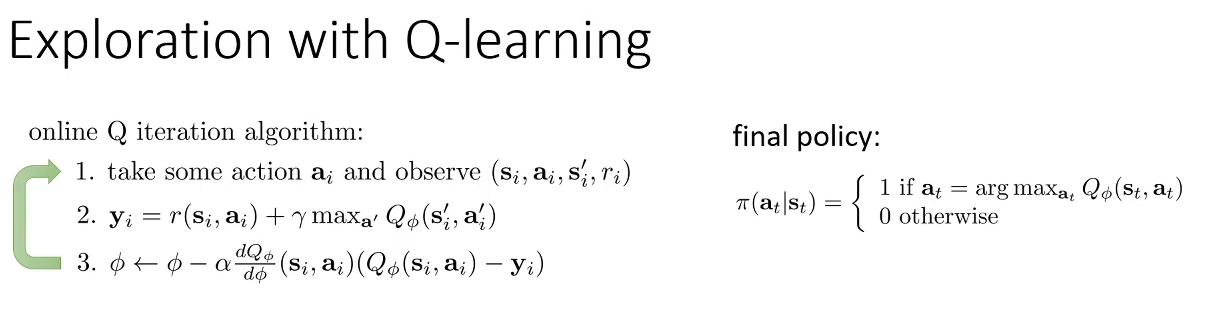 Exploration with Q-learning
online Q iteration algorithm:
1. take some action $\mathbf{a}_i$ and observe $(\mathbf{s}_i, \mathbf{a}_i, \mathbf{s}_i', r_i)$
2. $\mathbf{y}_i = r(\mathbf{s}_i, \mathbf{a}_i) + \gamma \max_{\mathbf{a}'} Q_\phi(\mathbf{s}_i', \mathbf{a}_i')$
3. $\phi \leftarrow \phi - \alpha \frac{dQ_\phi}{d\phi}(\mathbf{s}_i, \mathbf{a}_i)(Q_\phi(\mathbf{s}_i, \mathbf{a}_i) - \mathbf{y}_i)$
final policy:
$\pi(\mathbf{a}_t|\mathbf{s}_t) = \begin{cases} 1 \text{ if } \mathbf{a}_t = \arg\max_{\mathbf{a}_t} Q_\phi(\mathbf{s}_t, \mathbf{a}_t) \\ 0 \text{ otherwise} \end{cases}$